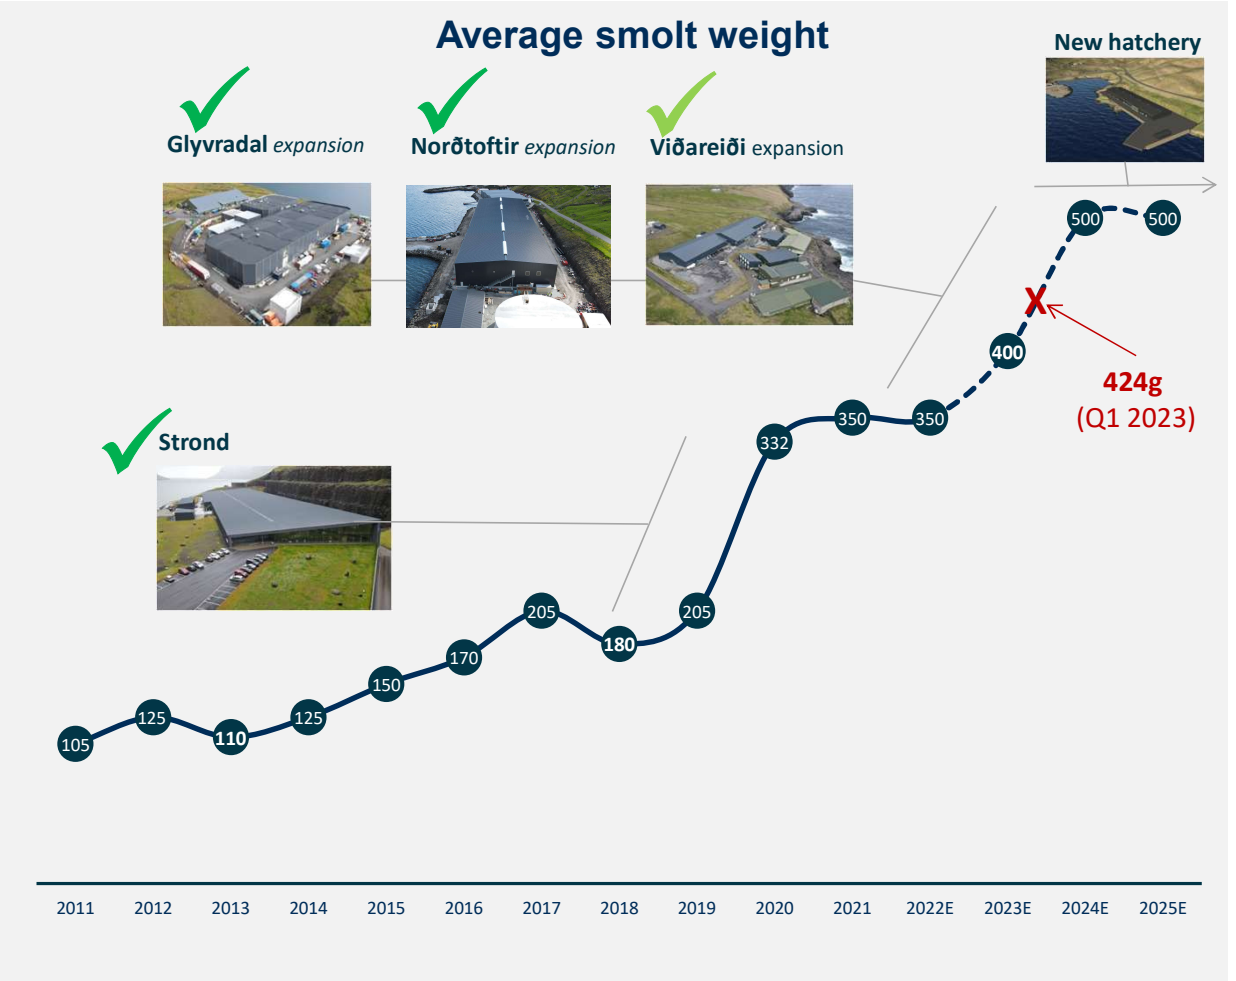 Average smolt weight
New hatchery
Glyvradal expansion
Norðtoftir expansion
Viðareiði expansion
500
500
X
400
424g
(Q1 2023)
350
350
332
Strond
205
205
180
170
150
125
125
110
105
2011 2012 2013 2014 2015 2016 2017 2018 2019 2020 2021 2022E 2023E 2024E 2025E